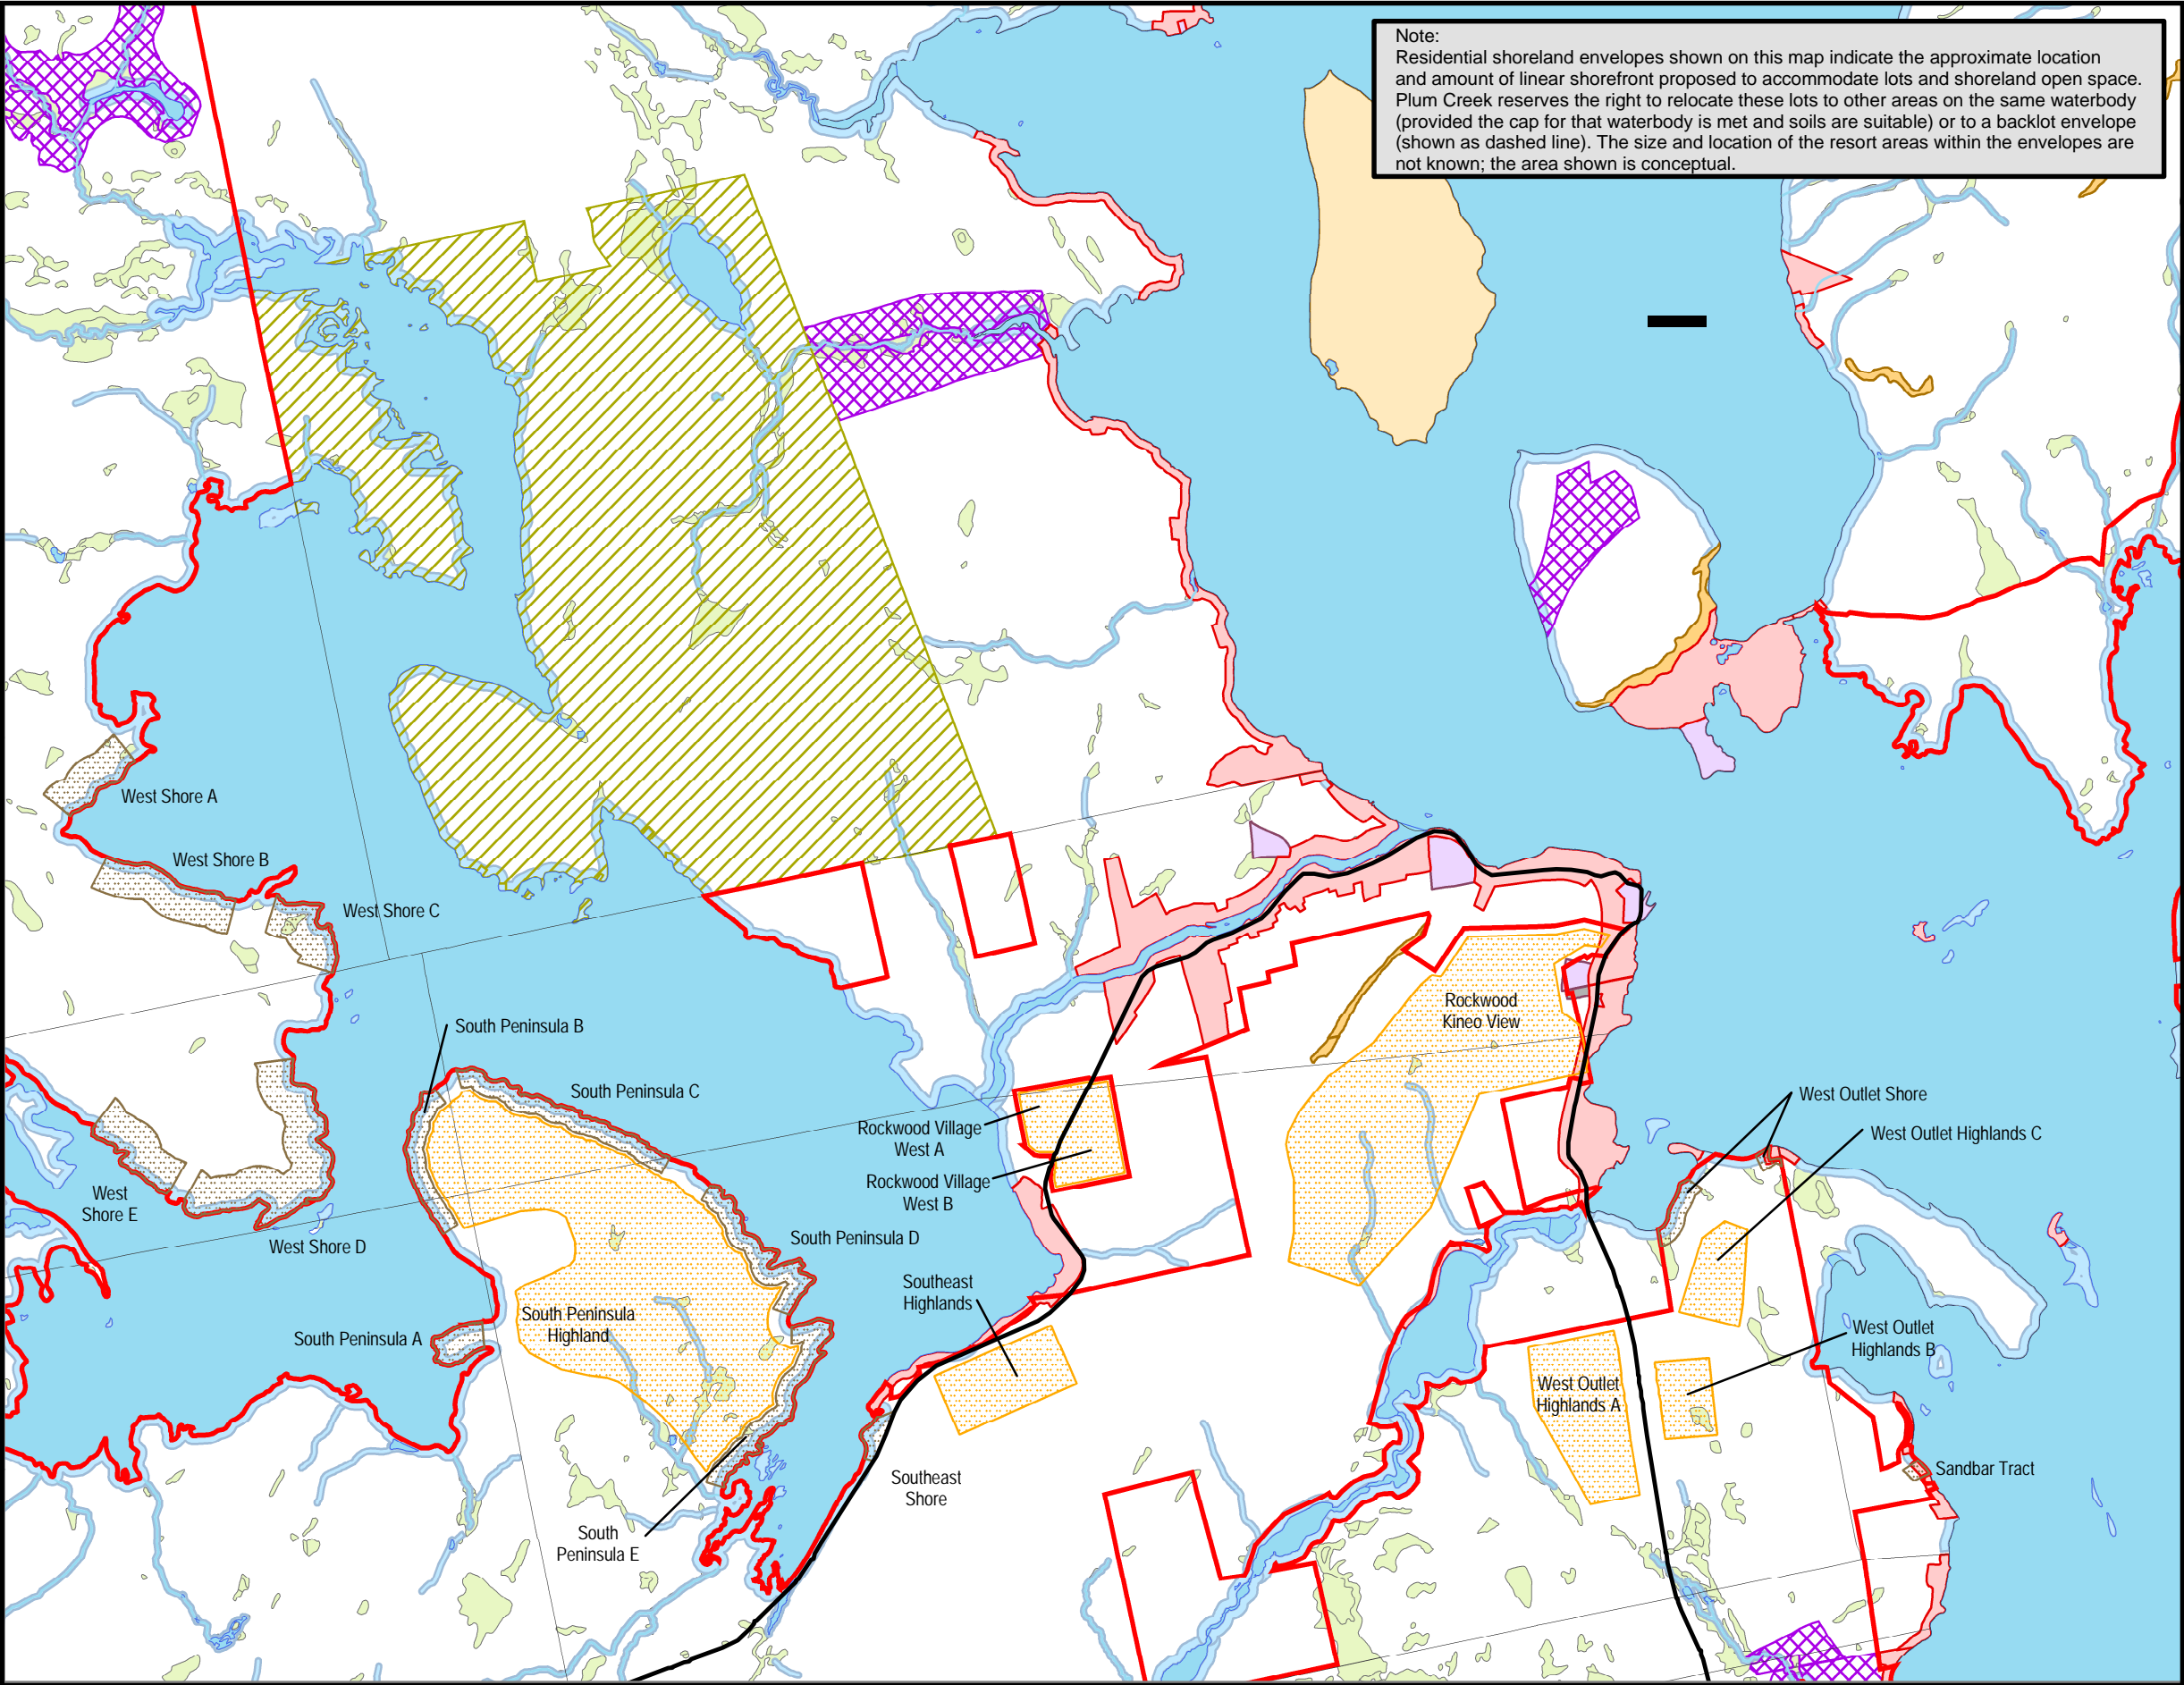 Note:
Residential shoreland envelopes shown on this map indicate the approximate location
and amount of linear shorefront proposed to accommodate lots and shoreland open space.
Plum Creek reserves the right to relocate these lots to other areas on the same waterbody
(provided the cap for that waterbody is met and soils are suitable) or to a backlot envelope
(shown as dashed line). The size and location of the resort areas within the envelopes are
not known; the area shown is conceptual.
West Shore A
West Shore B
West Shore C
Rockwood
Kineo View
South Peninsula B
South Peninsula C
West Outlet Shore
Rockwood Village
West A
West Outlet Highlands C
Rockwood Village
West B
West
Shore E
West Shore D
South Peninsula D
Southeast
Highlands
South Peninsula
Highland
South Peninsula A
West Outlet
Highlands B
West Outlet
Highlands A
Sandbar Tract
Southeast
Shore
South
Peninsula E